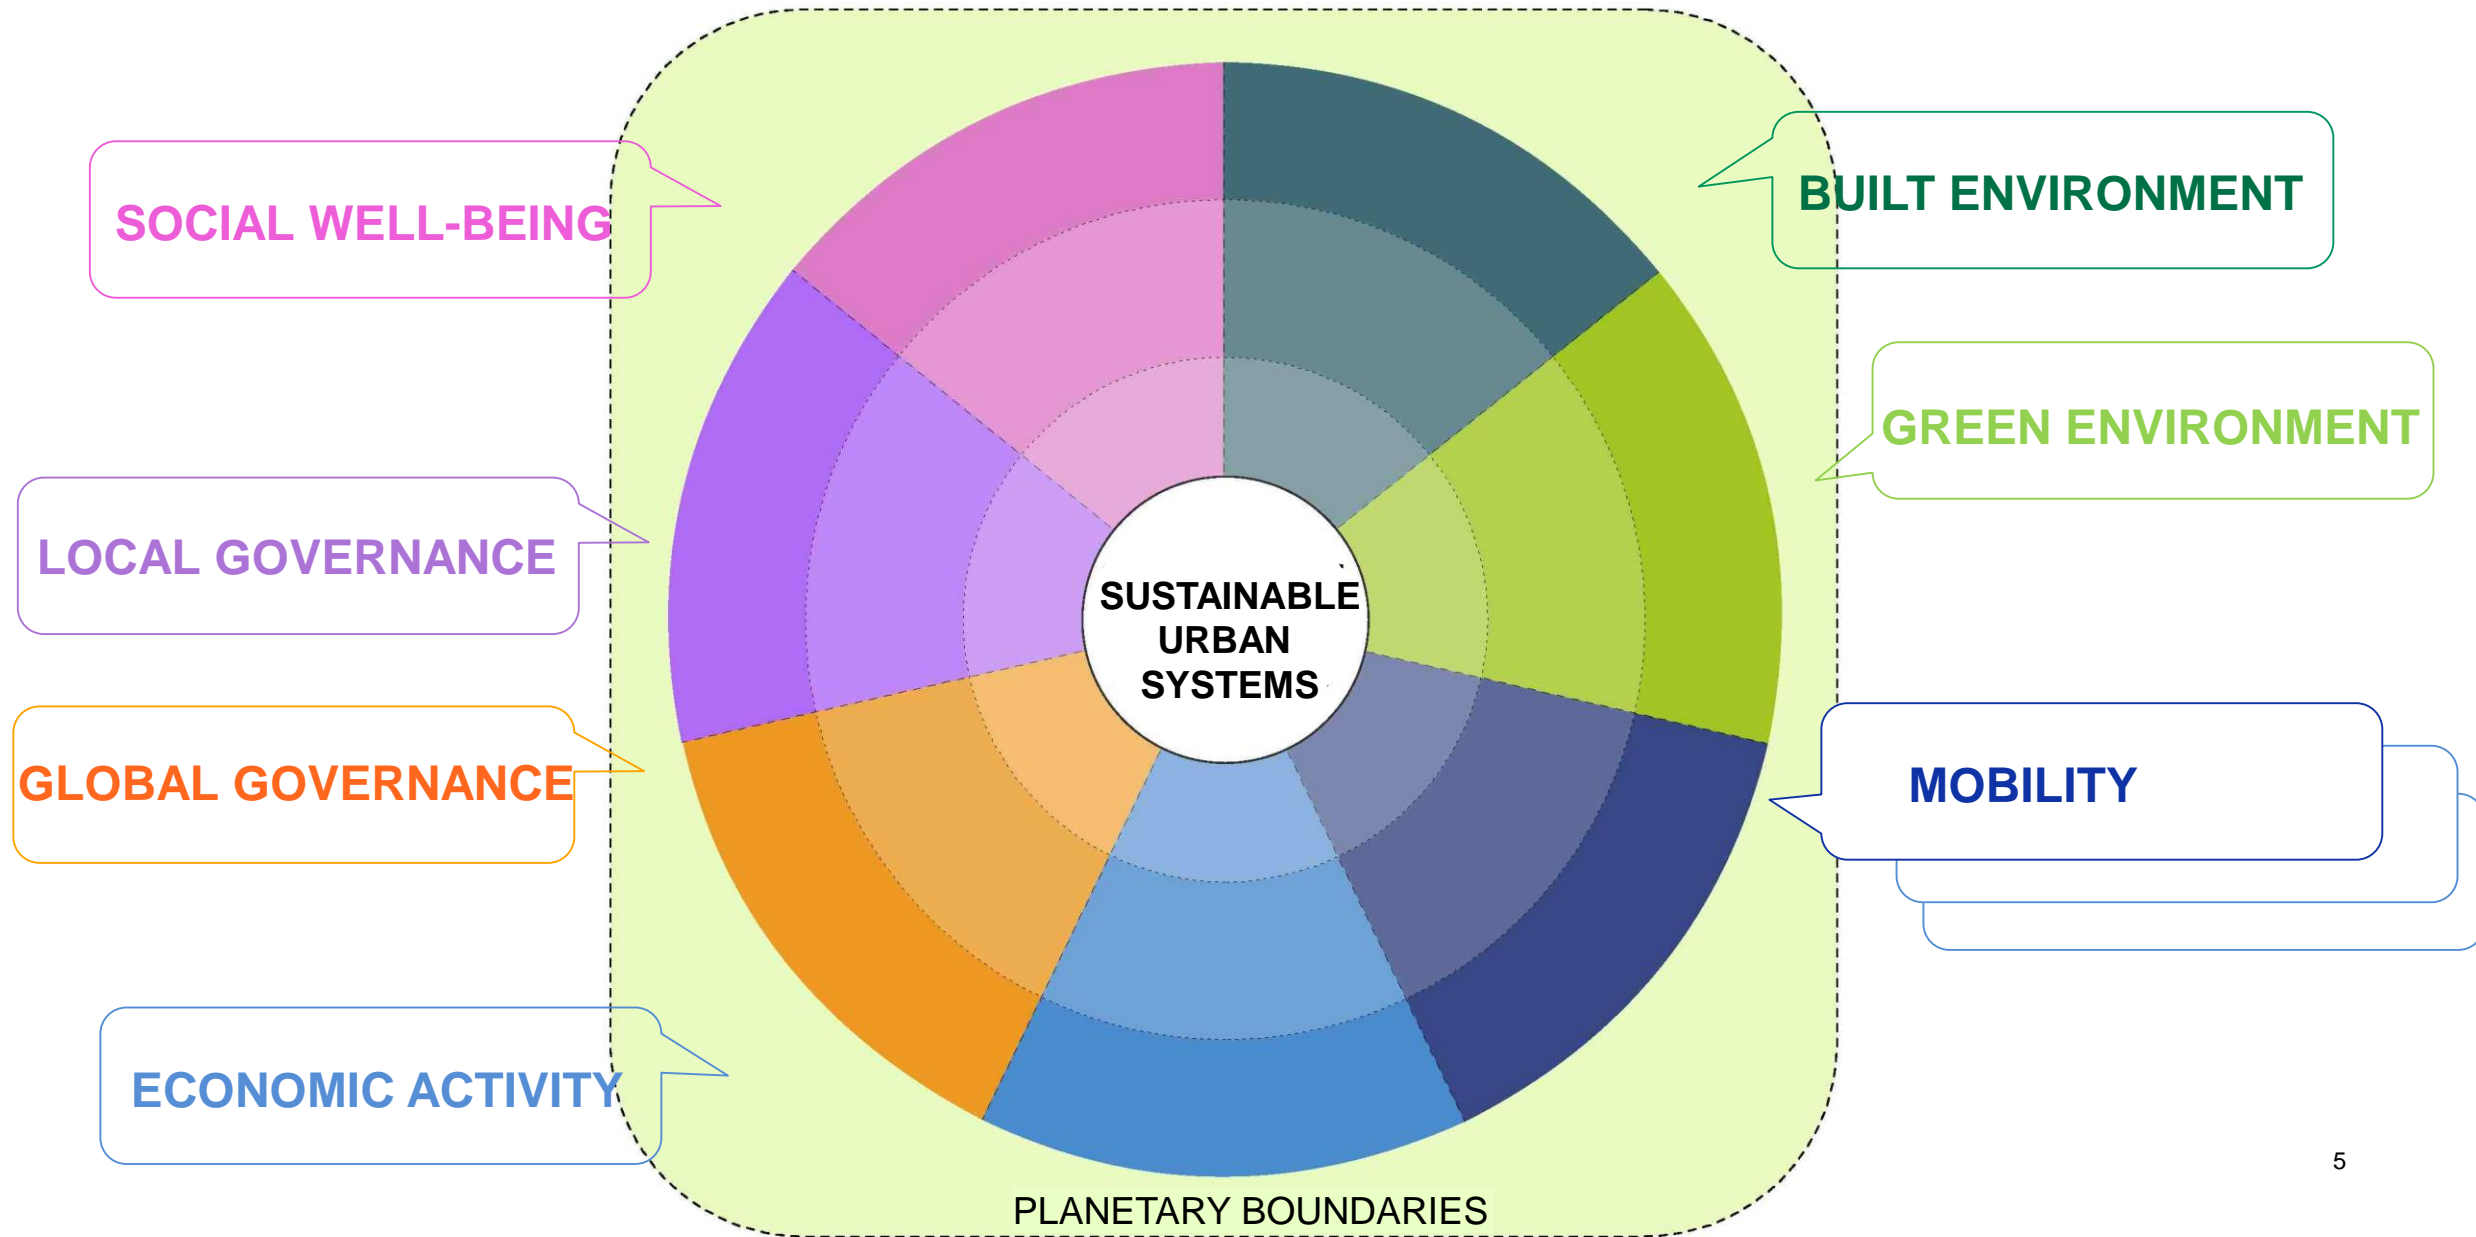 SOCIAL WELL-BEING
BUILT ENVIRONMENT
GREEN ENVIRONMENT
LOCAL GOVERNANCE
SUSTAINABLE
URBAN
SYSTEMS
GLOBAL GOVERNANCE
MOBILITY
ECONOMIC ACTIVITY
5
PLANETARY BOUNDARIES